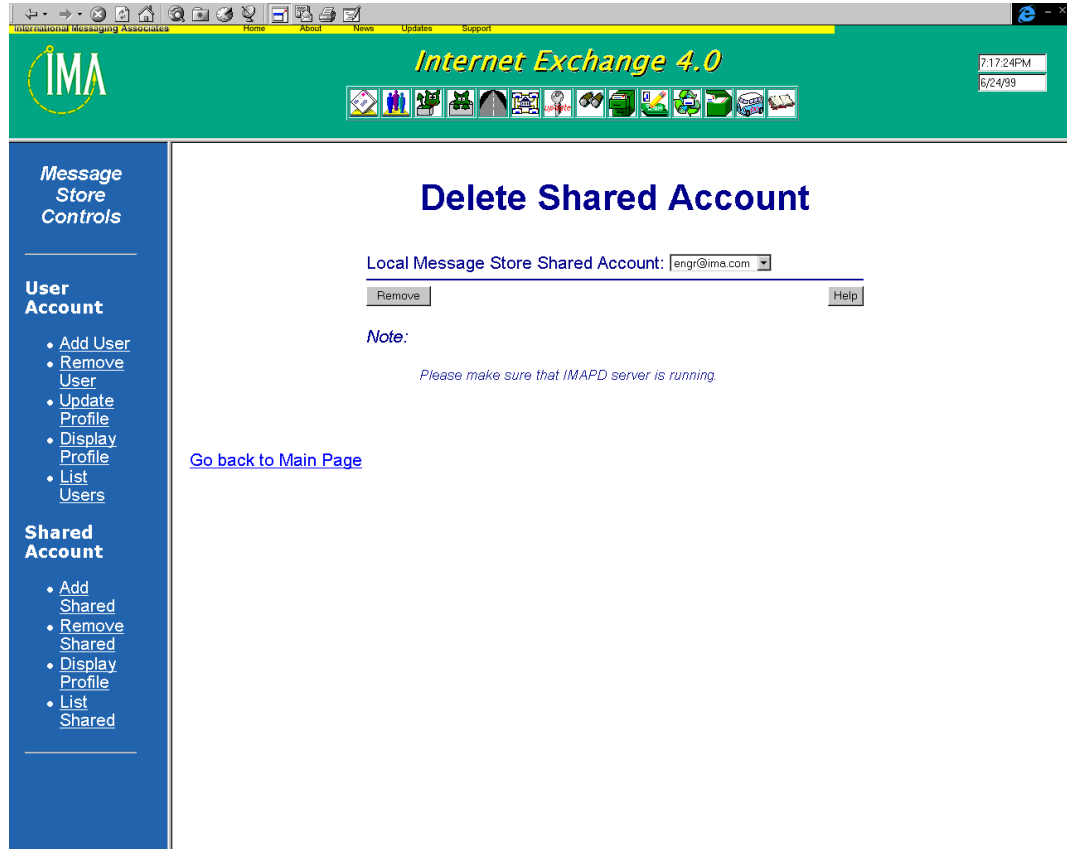 International Messaging Associates Home About News Updates Support
IMA
Internet Exchange 4.0
7:17:24PM
6/24/99
update
Message
Store
Controls
User
Account
Add User
Remove
User
Update
Profile
Display
Profile
List
Users
Shared
Account
Add
Shared
Remove
Shared
Display
Profile
List
Shared
Delete Shared Account
Local Message Store Shared Account: engr@ima.com
Remove Help
Note:
Please make sure that IMAPD server is running.
Go back to Main Page